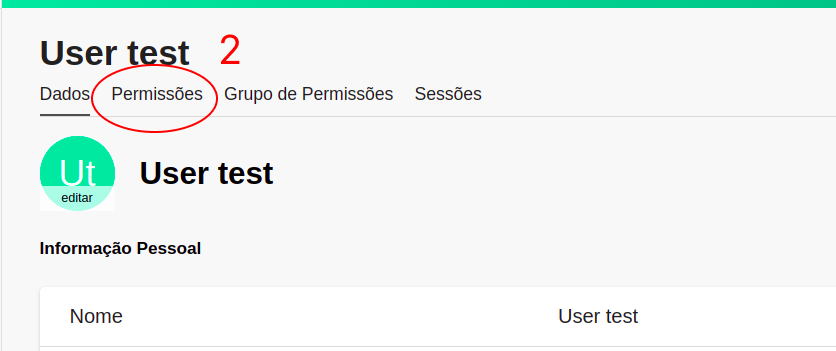 User test 2
Dados Permissões Grupo de Permissões Sessões
Ut
editar
User test
Informação Pessoal
Nome User test